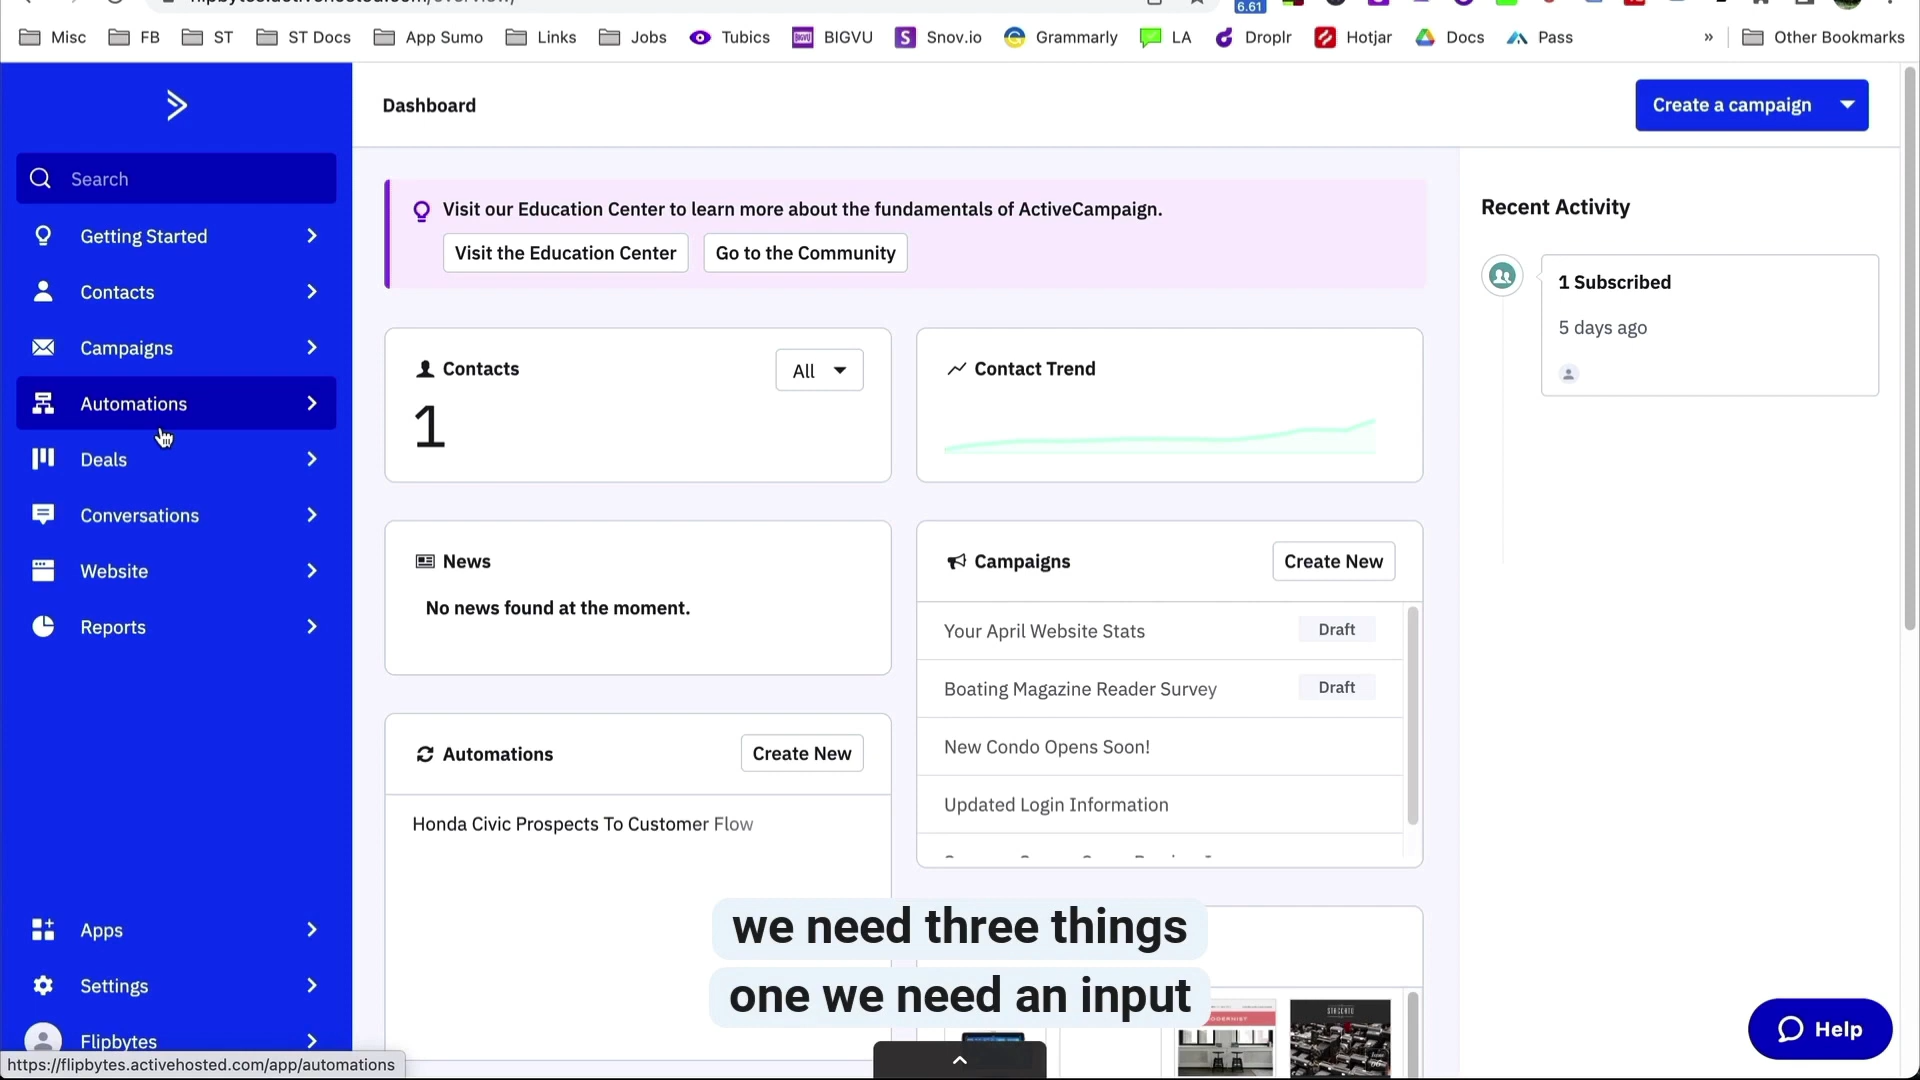 6.61
Misc FB ST ST Docs App Sumo Links Jobs Tubics BIGVU Snov.io Grammarly LA Droplr Hotjar Docs Pass » Other Bookmarks
Dashboard
Create a campaign
Search
Getting Started
Contacts
Campaigns
Automations
Deals
Conversations
Website
Reports
Apps
Settings
Flipbytes
https://flipbytes.activehosted.com/app/automations
Visit our Education Center to learn more about the fundamentals of ActiveCampaign.
Visit the Education Center Go to the Community
Contacts All
1
Contact Trend
News
No news found at the moment.
Campaigns Create New
Your April Website Stats Draft
Boating Magazine Reader Survey Draft
New Condo Opens Soon!
Updated Login Information
Automations Create New
Honda Civic Prospects To Customer Flow
Recent Activity
1 Subscribed
5 days ago
we need three things
one we need an input
Help